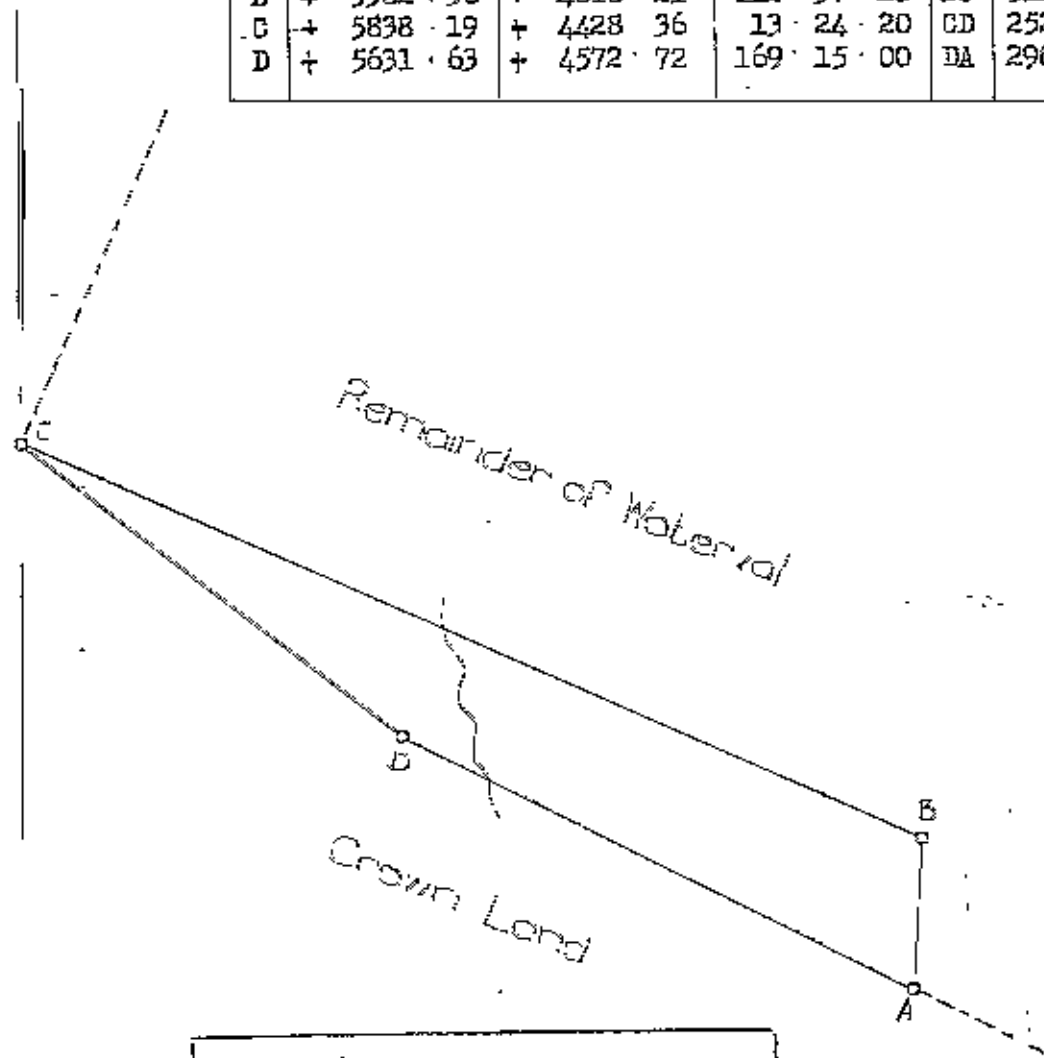 C + 5838 · 19 + 4428 36 13 · 24 · 20 CD
D + 5631 · 63 + 4572 · 72 169 · 15 · 00 DA
C
Remainder of Waterval
D
B
Crown Land
A